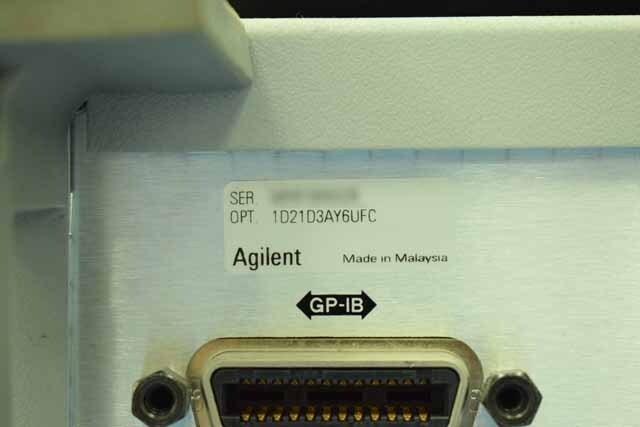 SER.
OPT. 1D21D3AY6UFC
Agilent Made in Malaysia
GP-IB